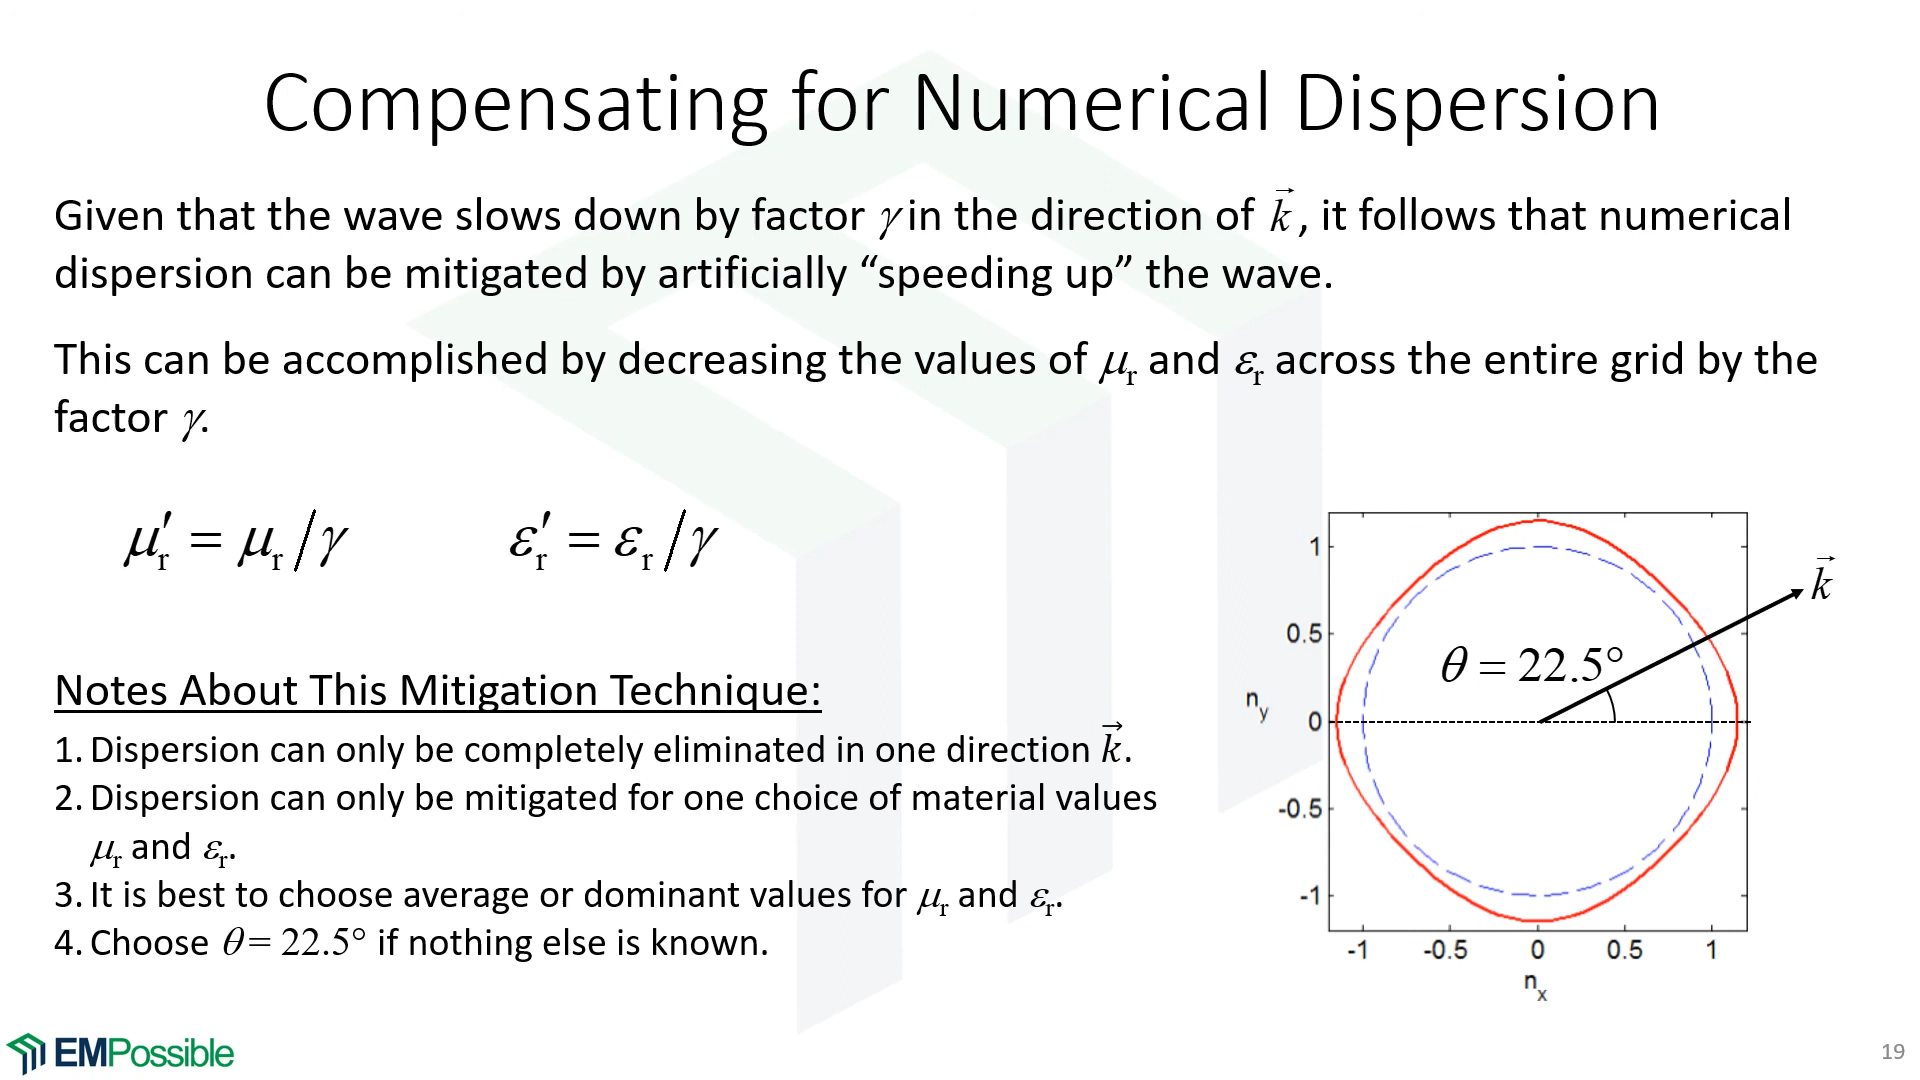 Compensating for Numerical Dispersion
Given that the wave slows down by factor γ in the direction of k⃗, it follows that numerical
dispersion can be mitigated by artificially “speeding up” the wave.
This can be accomplished by decreasing the values of μr and εr across the entire grid by the
factor γ.
μ′r = μr/γ
ε′r = εr/γ
Notes About This Mitigation Technique:
1. Dispersion can only be completely eliminated in one direction k⃗.
2. Dispersion can only be mitigated for one choice of material values
μr and εr.
3. It is best to choose average or dominant values for μr and εr.
4. Choose θ = 22.5° if nothing else is known.
k⃗
θ = 22.5°
ny
1
0.5
0
-0.5
-1
-1 -0.5 0 0.5 1
nx
EMPossible
19